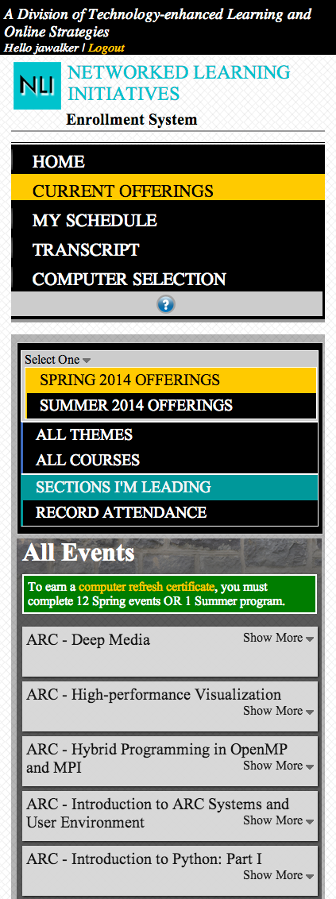 A Division of Technology-enhanced Learning and
Online Strategies
Hello jawalker | Logout
NLI
NETWORKED LEARNING
INITIATIVES
Enrollment System
HOME
CURRENT OFFERINGS
MY SCHEDULE
TRANSCRIPT
COMPUTER SELECTION
?
Select One
SPRING 2014 OFFERINGS
SUMMER 2014 OFFERINGS
ALL THEMES
ALL COURSES
SECTIONS I'M LEADING
RECORD ATTENDANCE
All Events
To earn a computer refresh certificate, you must
complete 12 Spring events OR 1 Summer program.
ARC - Deep Media
Show More
ARC - High-performance Visualization
Show More
ARC - Hybrid Programming in OpenMP
and MPI
Show More
ARC - Introduction to ARC Systems and
User Environment
Show More
ARC - Introduction to Python: Part I
Show More